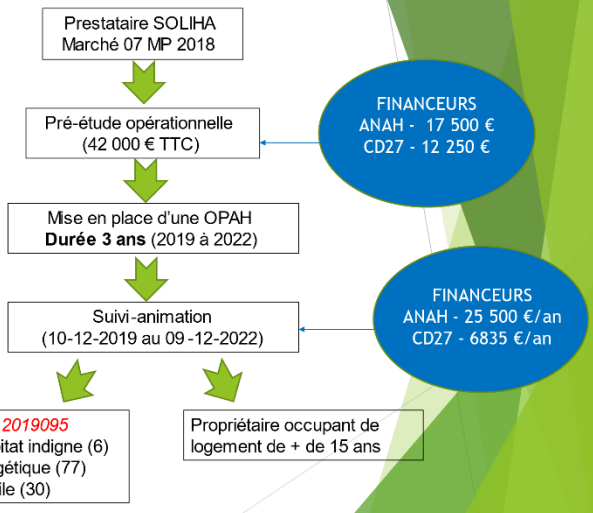 Prestataire SOLIHA
Marché 07 MP 2018
Pré-étude opérationnelle
(42 000 € TTC)
FINANCEURS
ANAH - 17 500 €
CD27 - 12 250 €
Mise en place d'une OPAH
Durée 3 ans (2019 à 2022)
Suivi-animation
(10-12-2019 au 09-12-2022)
FINANCEURS
ANAH - 25 500 €/an
CD27 - 6835 €/an
2019095
indigne (6)
(77)
(30)
Propriétaire occupant de
logement de + de 15 ans